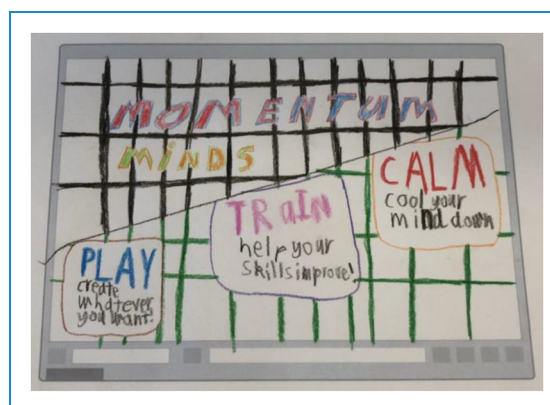 MOMENTUM
MiNDS
PLAY
create
whatever
you want!
TRaIN
help your
skills improve!
CALM
cool your
mind down